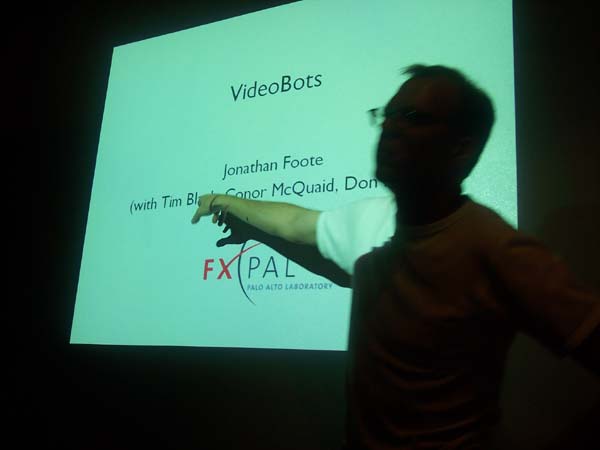 VideoBots
Jonathan Foote
(with Tim Conor McQuaid, Don
FX PAL
PALO ALTO LABORATORY